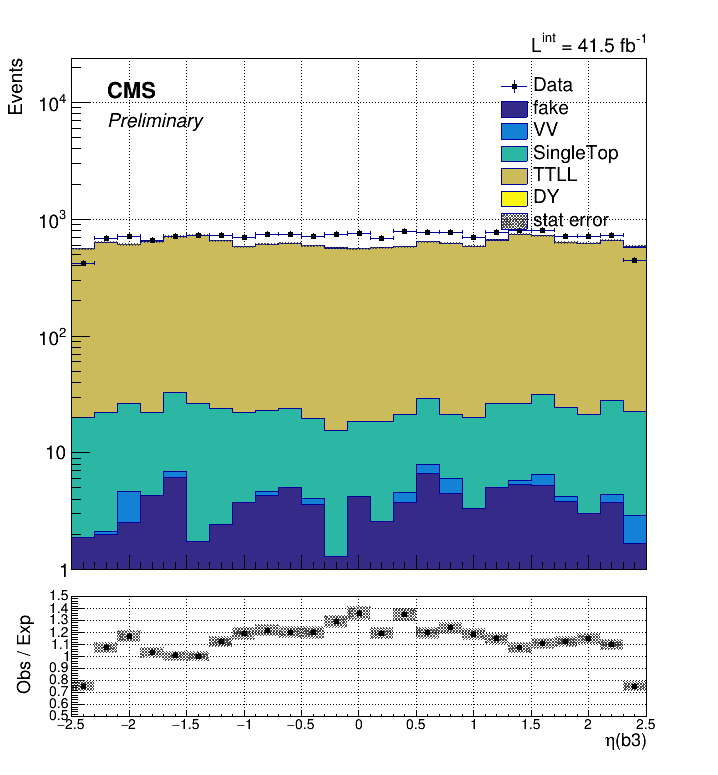 L^int = 41.5 fb^-1
Events
CMS
Preliminary
Data
fake
VV
SingleTop
TTLL
DY
stat error
10^4
10^3
10^2
10
1
Obs / Exp
1.5
1.4
1.3
1.2
1.1
1
0.9
0.8
0.7
0.6
0.5
−2.5 −2 −1.5 −1 −0.5 0 0.5 1 1.5 2 2.5
η(b3)